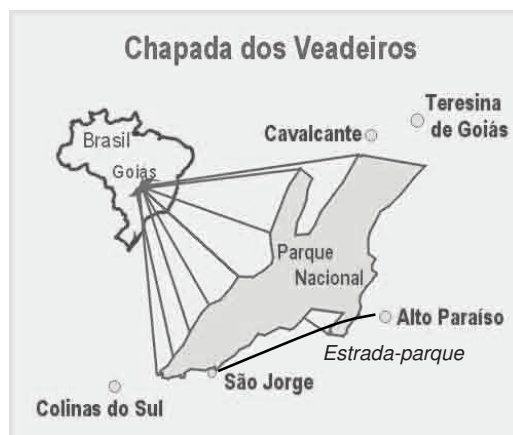 Chapada dos Veadeiros
Teresina
de Goiás
Cavalcante
Brasil
Goiás
Parque
Nacional
Alto Paraíso
Estrada-parque
São Jorge
Colinas do Sul